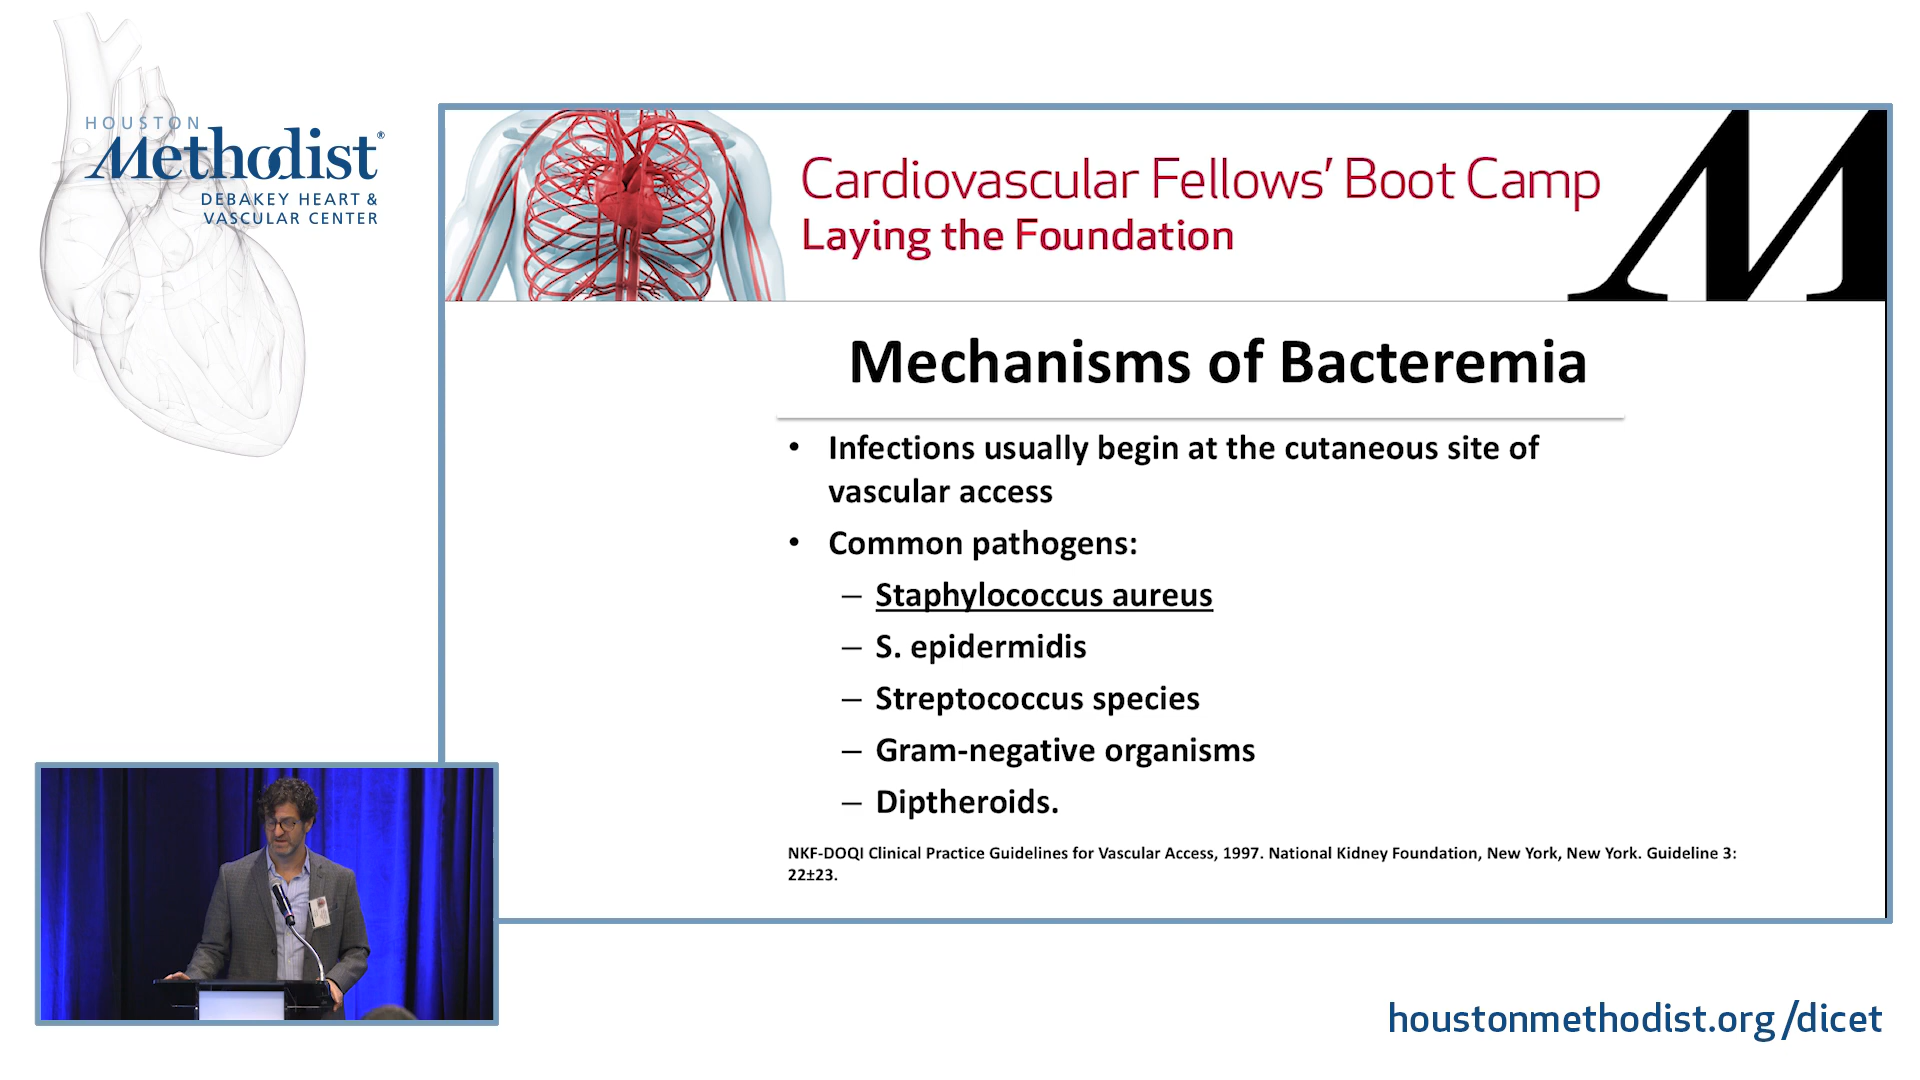 HOUSTON
Methodist®
DEBAKEY HEART &
VASCULAR CENTER
Cardiovascular Fellows’ Boot Camp
Laying the Foundation
M
Mechanisms of Bacteremia
• Infections usually begin at the cutaneous site of
vascular access
• Common pathogens:
– Staphylococcus aureus
– S. epidermidis
– Streptococcus species
– Gram-negative organisms
– Diptheroids.
NKF-DOQI Clinical Practice Guidelines for Vascular Access, 1997. National Kidney Foundation, New York, New York. Guideline 3:
22±23.
houstonmethodist.org/dicet